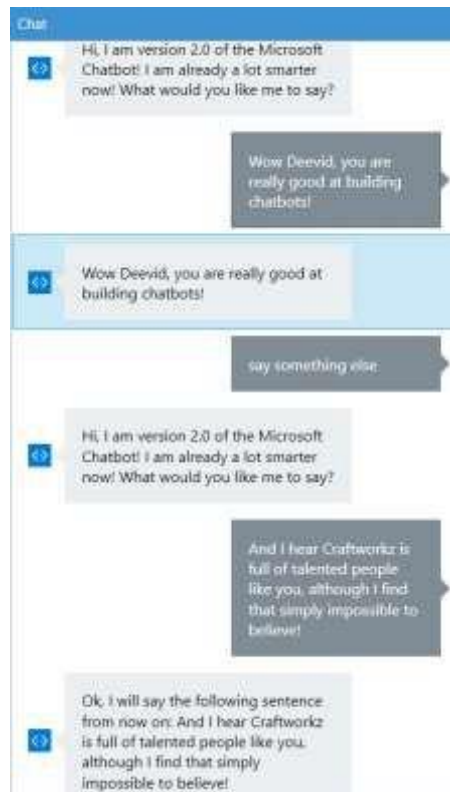 Chat
Hi, I am version 2.0 of the Microsoft
Chatbot! I am already a lot smarter
now! What would you like me to say?
Wow Deevid, you are
really good at building
chatbots!
Wow Deevid, you are really good at
building chatbots!
say something else
Hi, I am version 2.0 of the Microsoft
Chatbot! I am already a lot smarter
now! What would you like me to say?
And I hear Craftworkz is
full of talented people
like you, although I find
that simply impossible to
believe!
Ok, I will say the following sentence
from now on: And I hear Craftworkz
is full of talented people like you,
although I find that simply
impossible to believe!